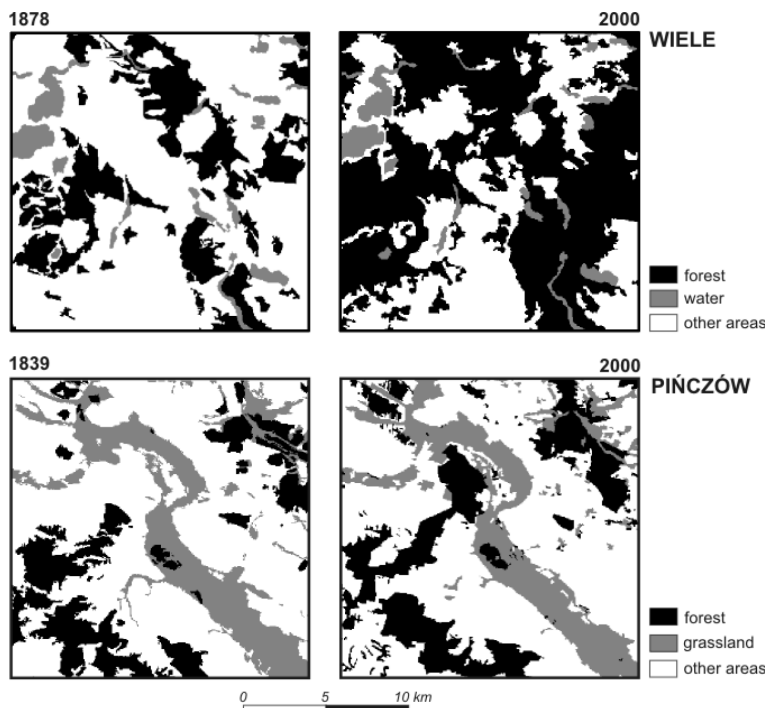 1878
2000
WIELE
forest
water
other areas
1839
2000
PIŃCZÓW
forest
grassland
other areas
0 5 10 km